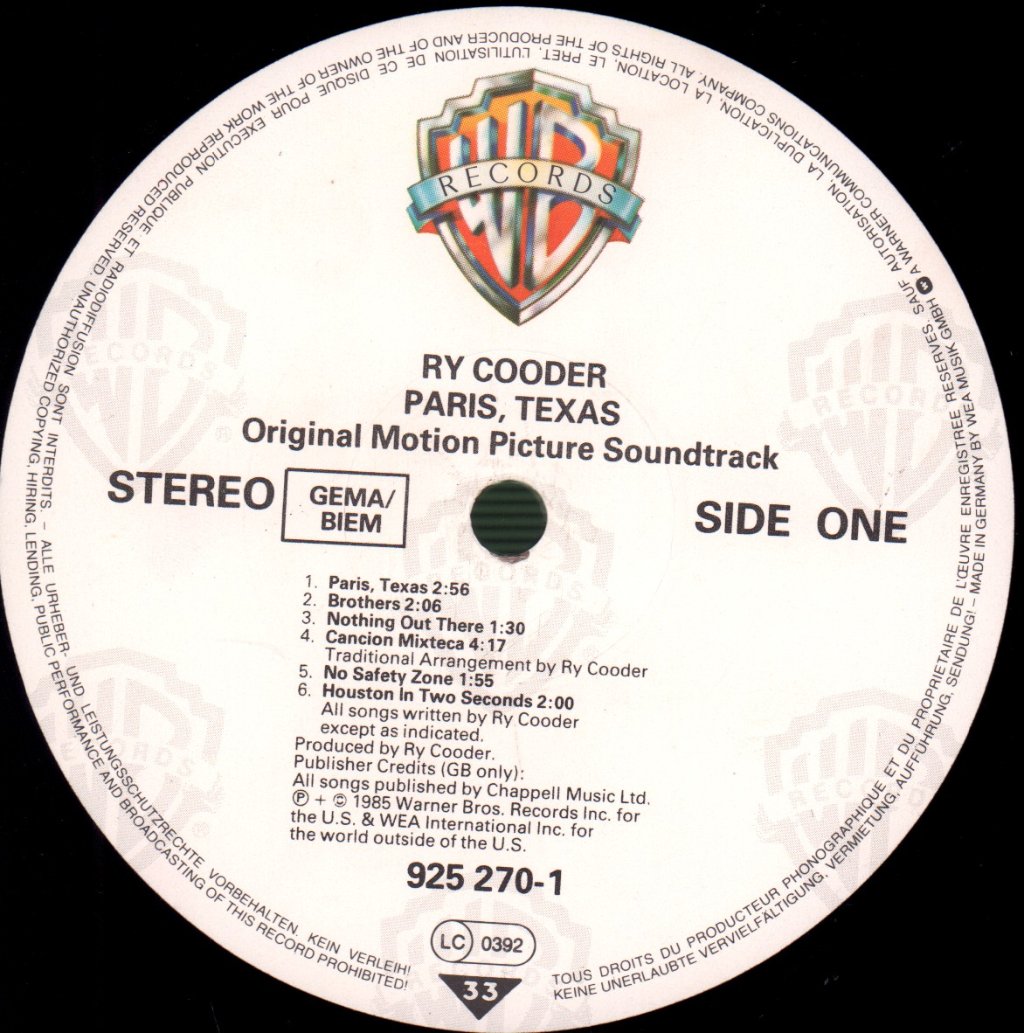 WB
RECORDS
RY COODER
PARIS, TEXAS
Original Motion Picture Soundtrack
STEREO
GEMA/
BIEM
SIDE ONE
1. Paris, Texas 2:56
2. Brothers 2:06
3. Nothing Out There 1:30
4. Cancion Mixteca 4:17
Traditional Arrangement by Ry Cooder
5. No Safety Zone 1:55
6. Houston In Two Seconds 2:00
All songs written by Ry Cooder
except as indicated.
Produced by Ry Cooder.
Publisher Credits (GB only):
All songs published by Chappell Music Ltd.
℗ + © 1985 Warner Bros. Records Inc. for
the U.S. & WEA International Inc. for
the world outside of the U.S.
925 270-1
LC 0392
33
TOUS DROITS DU PRODUCTEUR PHONOGRAPHIQUE ET DU PROPRIETAIRE DE L'ŒUVRE ENREGISTREE RESERVES. SAUF AUTORISATION, LA DUPLICATION, LA LOCATION, LE PRET, L'UTILISATION DE CE DISQUE POUR EXECUTION PUBLIQUE ET RADIODIFFUSION SONT INTERDITS – ALLE URHEBER- UND LEISTUNGSSCHUTZRECHTE VORBEHALTEN. KEIN VERLEIH!
KEINE UNERLAUBTE VERVIELFÄLTIGUNG, VERMIETUNG, AUFFÜHRUNG, SENDUNG! – MADE IN GERMANY BY WEA MUSIK GMBH A WARNER COMMUNICATIONS COMPANY ALL RIGHTS OF THE PRODUCER AND OF THE OWNER OF THE WORK REPRODUCED RESERVED. UNAUTHORIZED COPYING, HIRING, LENDING, PUBLIC PERFORMANCE AND BROADCASTING OF THIS RECORD PROHIBITED!